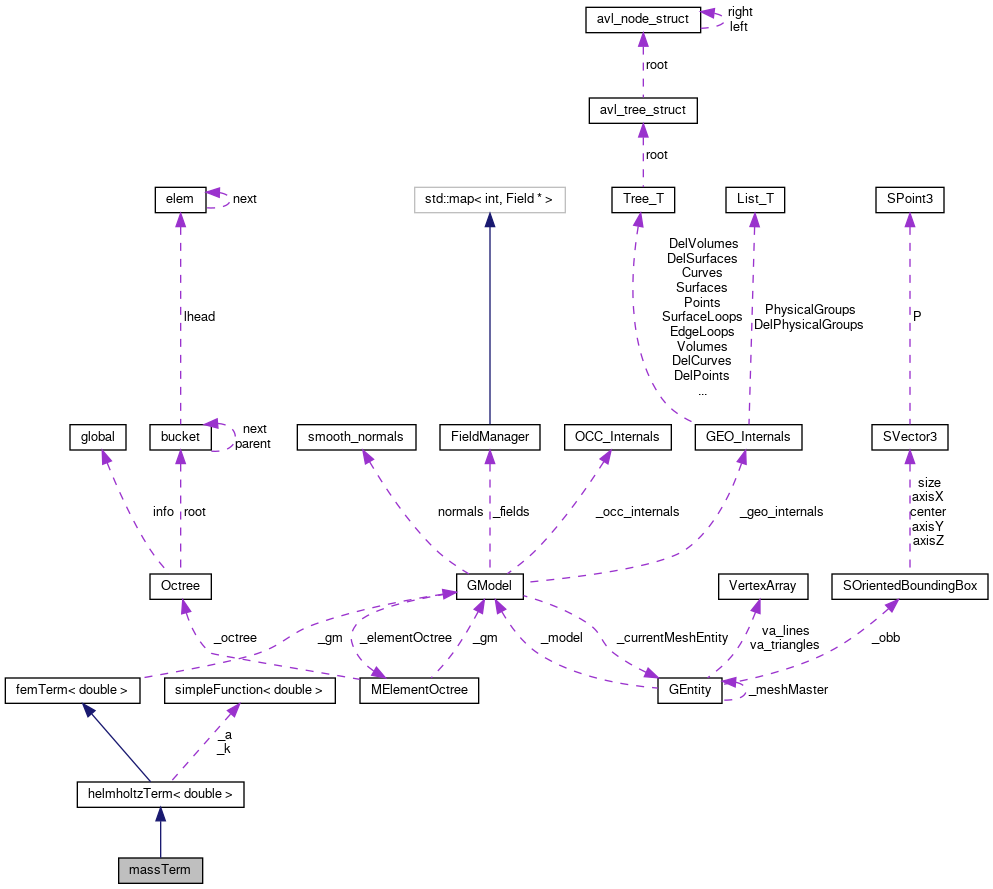 avl_node_struct
right
left
root
avl_tree_struct
root
elem
next
std::map< int, Field * >
Tree_T
List_T
SPoint3
DelVolumes
DelSurfaces
Curves
Surfaces
Points
SurfaceLoops
EdgeLoops
Volumes
DelCurves
DelPoints
...
lhead
PhysicalGroups
DelPhysicalGroups
P
global
bucket
next
parent
smooth_normals
FieldManager
OCC_Internals
GEO_Internals
SVector3
info
root
normals
_fields
_occ_internals
_geo_internals
size
axisX
center
axisY
axisZ
Octree
GModel
VertexArray
SOrientedBoundingBox
_octree
_gm
_elementOctree
_gm
_model
_currentMeshEntity
va_lines
va_triangles
_obb
femTerm< double >
simpleFunction< double >
MElementOctree
GEntity
_meshMaster
_a
_k
helmholtzTerm< double >
massTerm